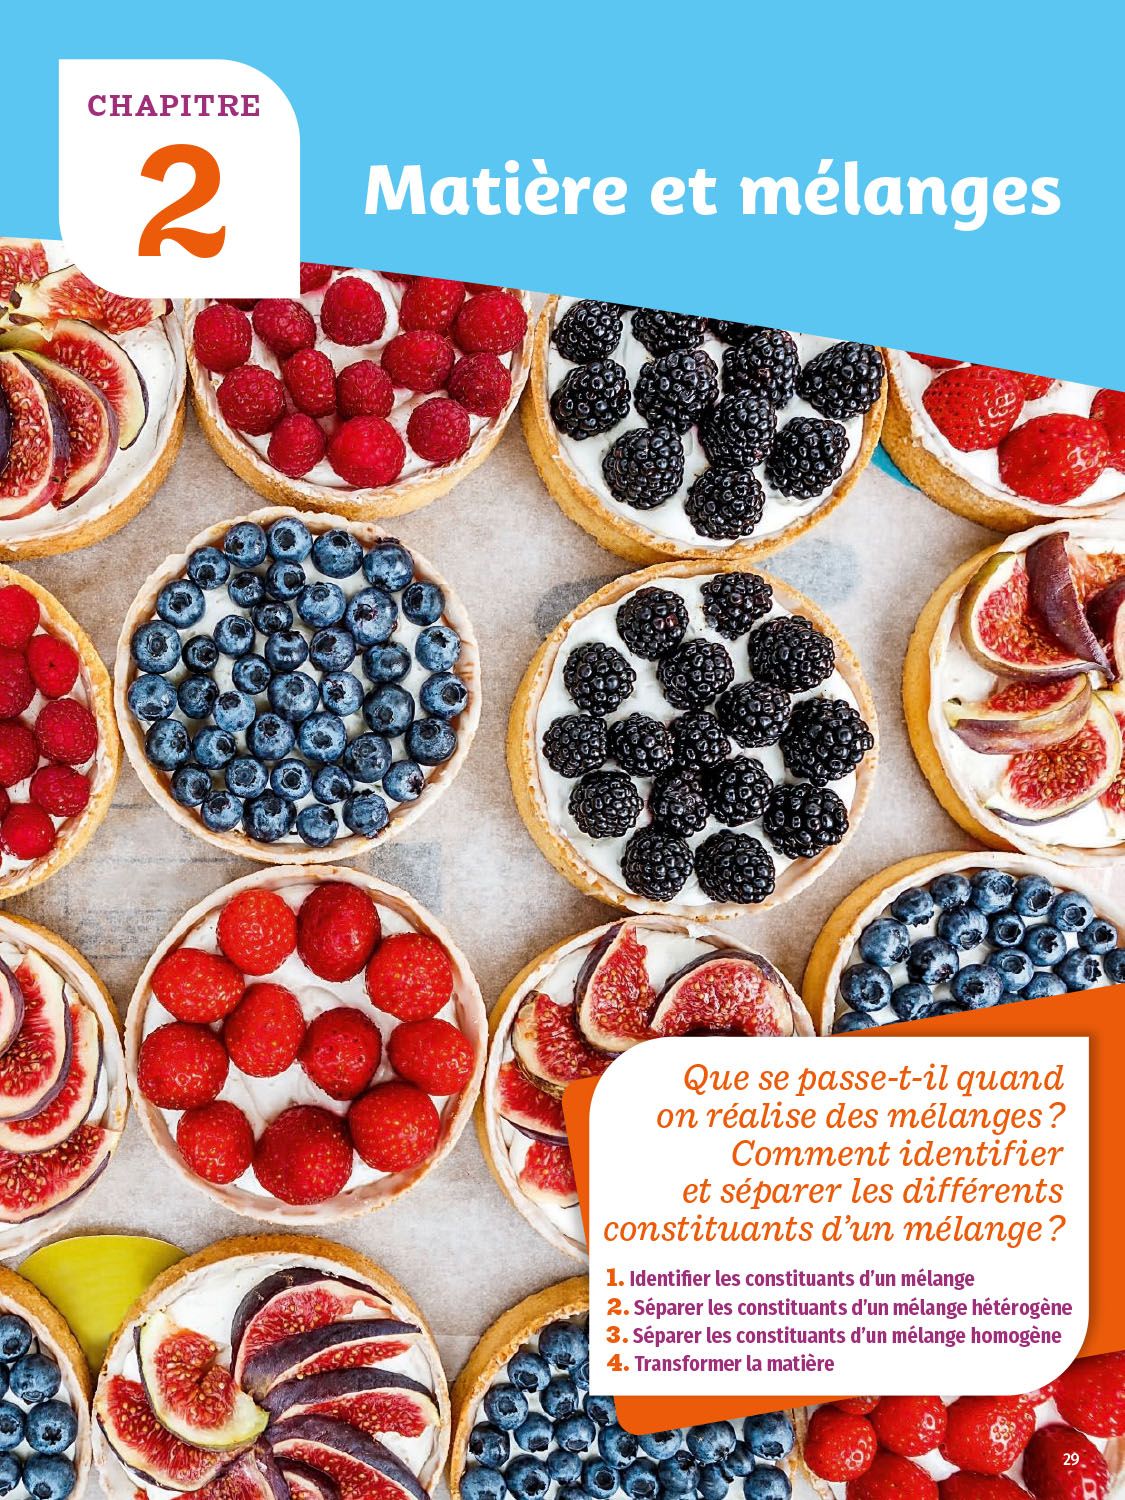 CHAPITRE
2
Matière et mélanges
Que se passe-t-il quand
on réalise des mélanges ?
Comment identifier
et séparer les différents
constituants d’un mélange ?
1. Identifier les constituants d’un mélange
2. Séparer les constituants d’un mélange hétérogène
3. Séparer les constituants d’un mélange homogène
4. Transformer la matière
29